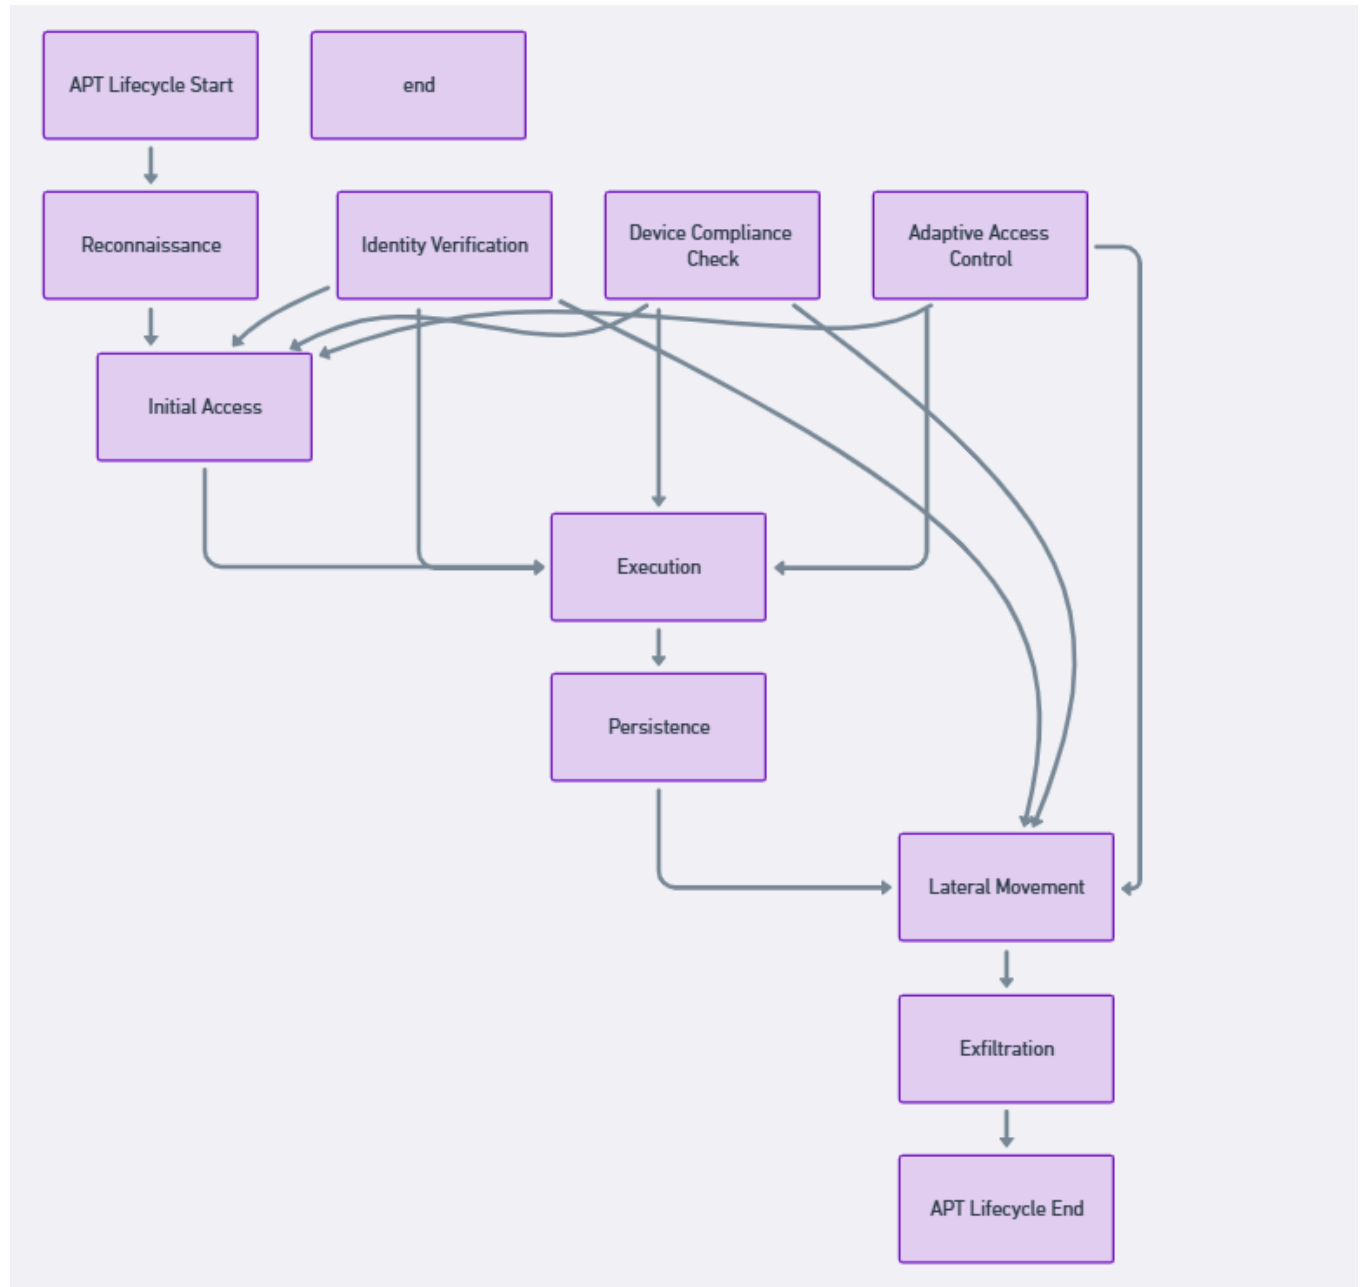 APT Lifecycle Start
end
Reconnaissance
Identity Verification
Device Compliance
Check
Adaptive Access
Control
Initial Access
Execution
Persistence
Lateral Movement
Exfiltration
APT Lifecycle End